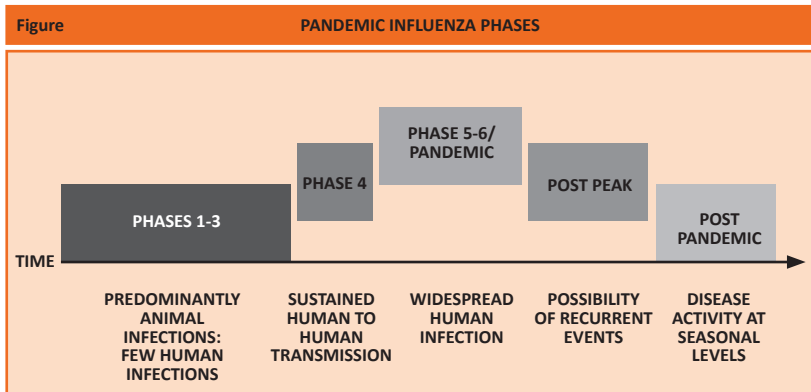 Figure
PANDEMIC INFLUENZA PHASES
PHASES 1-3
PHASE 4
PHASE 5-6/
PANDEMIC
POST PEAK
POST
PANDEMIC
TIME
PREDOMINANTLY
ANIMAL
INFECTIONS:
FEW HUMAN
INFECTIONS
SUSTAINED
HUMAN TO
HUMAN
TRANSMISSION
WIDESPREAD
HUMAN
INFECTION
POSSIBILITY
OF RECURRENT
EVENTS
DISEASE
ACTIVITY AT
SEASONAL
LEVELS